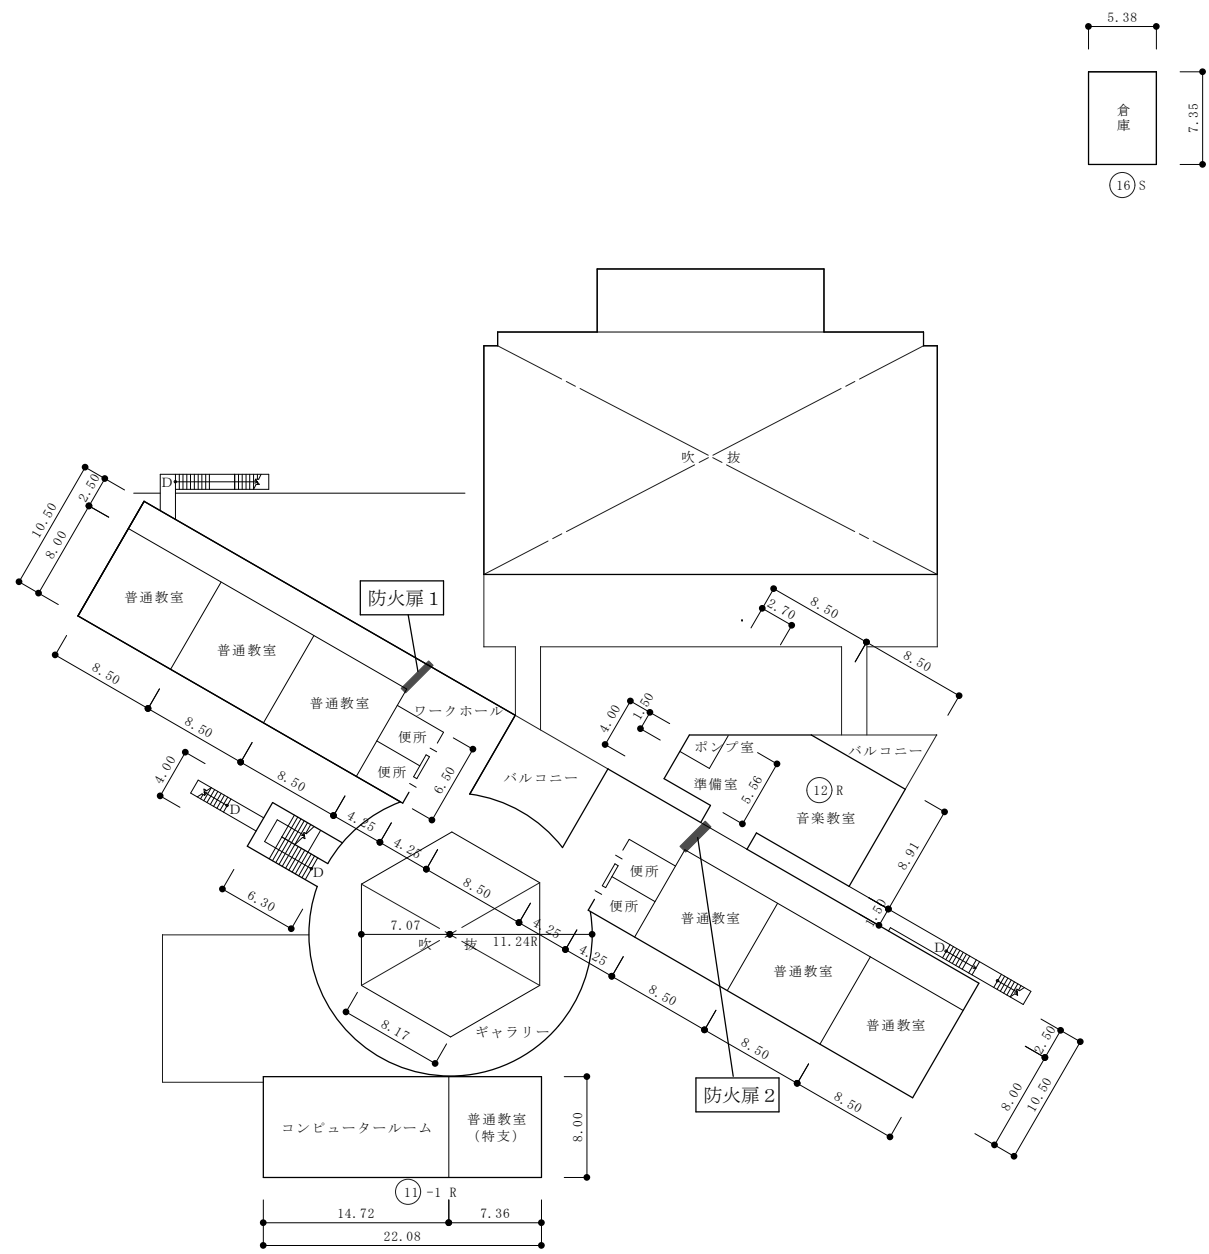 5.38
倉庫
7.35
16 S
吹 抜
D
2.50
10.50
8.00
防火扉1
普通教室
普通教室
普通教室
ワークホール
便所
便所
6.50
8.50
8.50
8.50
4.25
4.25
8.50
4.25
4.25
8.50
8.50
8.50
8.50
2.70
8.50
4.00
1.50
ポンプ室
バルコニー
準備室
5.56
12 R
音楽教室
バルコニー
8.91
1.50
4.00
D
D
6.30
便所
便所
普通教室
普通教室
普通教室
D
7.07
吹 抜
11.24R
8.17
ギャラリー
2.50
8.00
10.50
防火扉2
コンピュータールーム
普通教室
(特支)
8.00
11 -1 R
14.72
7.36
22.08